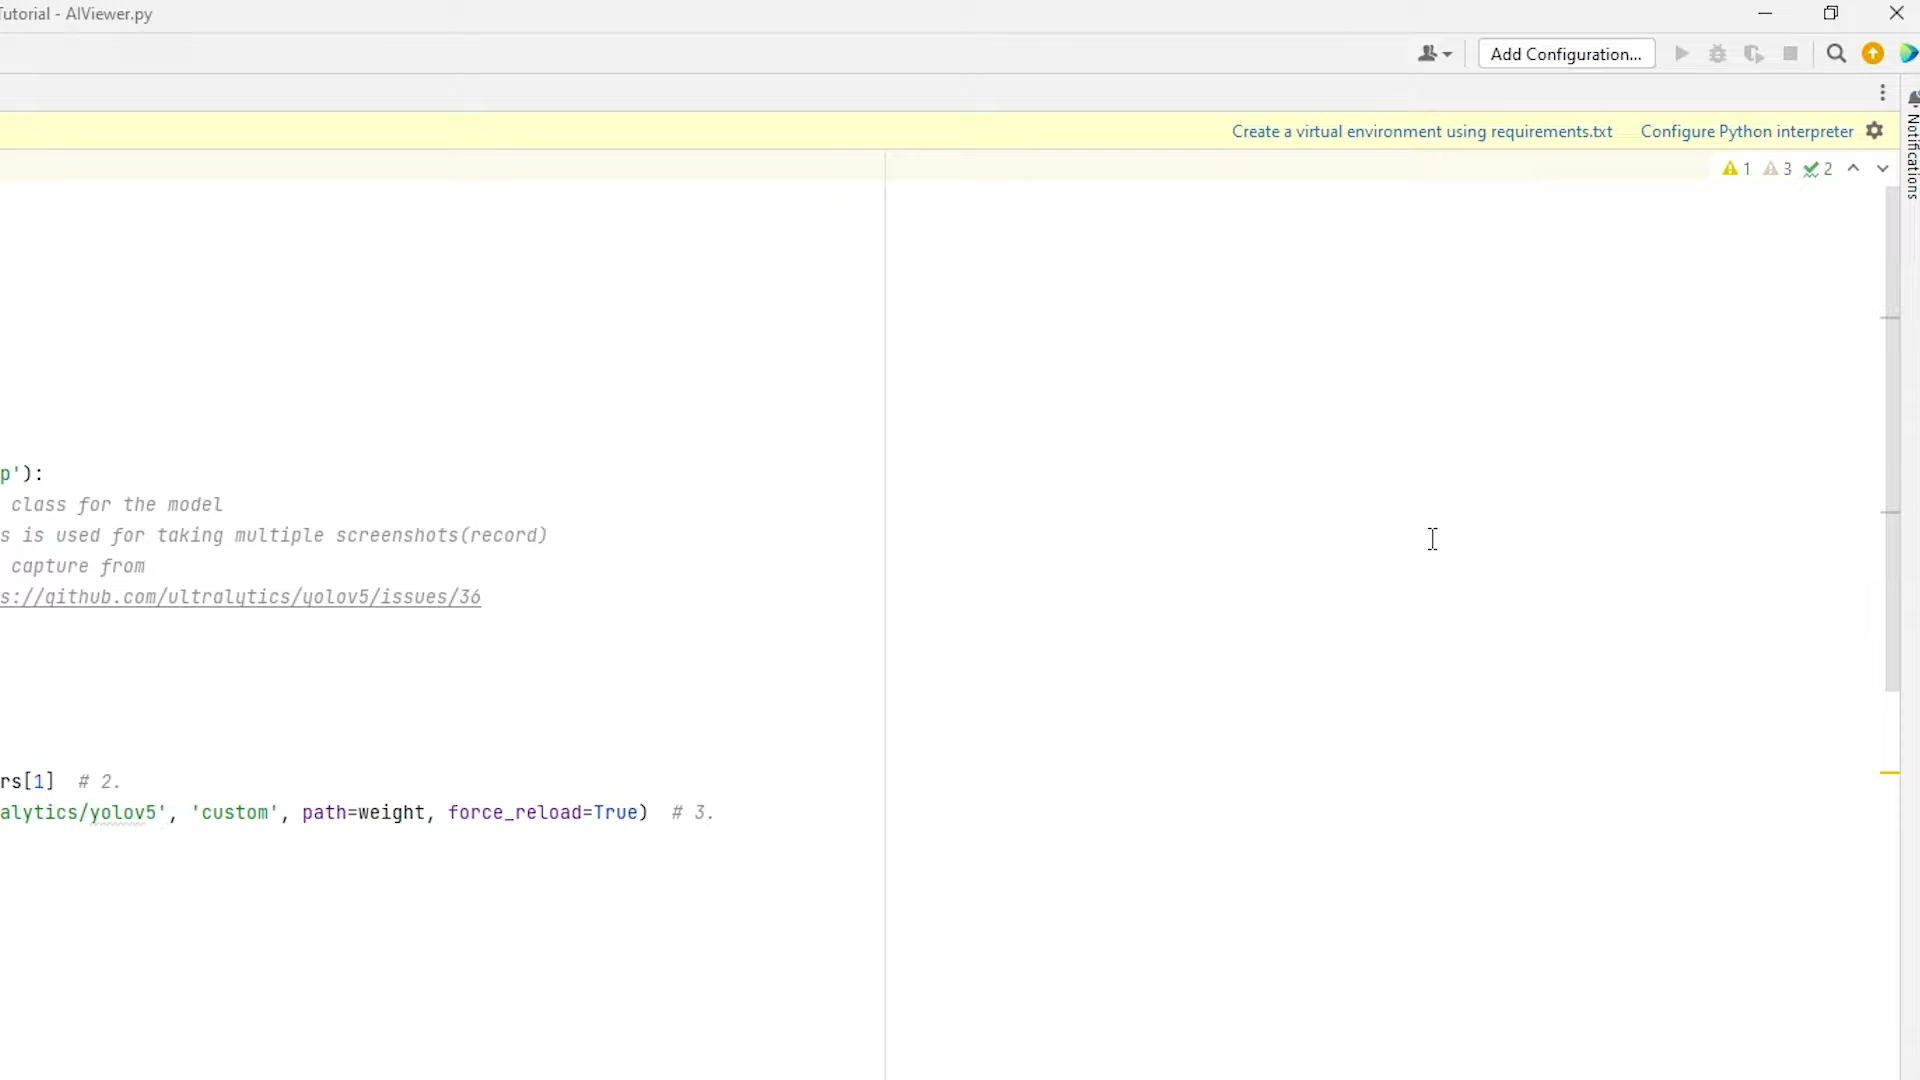 Tutorial - AIViewer.py
Add Configuration...
Create a virtual environment using requirements.txt Configure Python interpreter
1 3 2
Notifications
p'):
class for the model
s is used for taking multiple screenshots(record)
capture from
s://github.com/ultralytics/yolov5/issues/36
rs[1] # 2.
alytics/yolov5', 'custom', path=weight, force_reload=True) # 3.